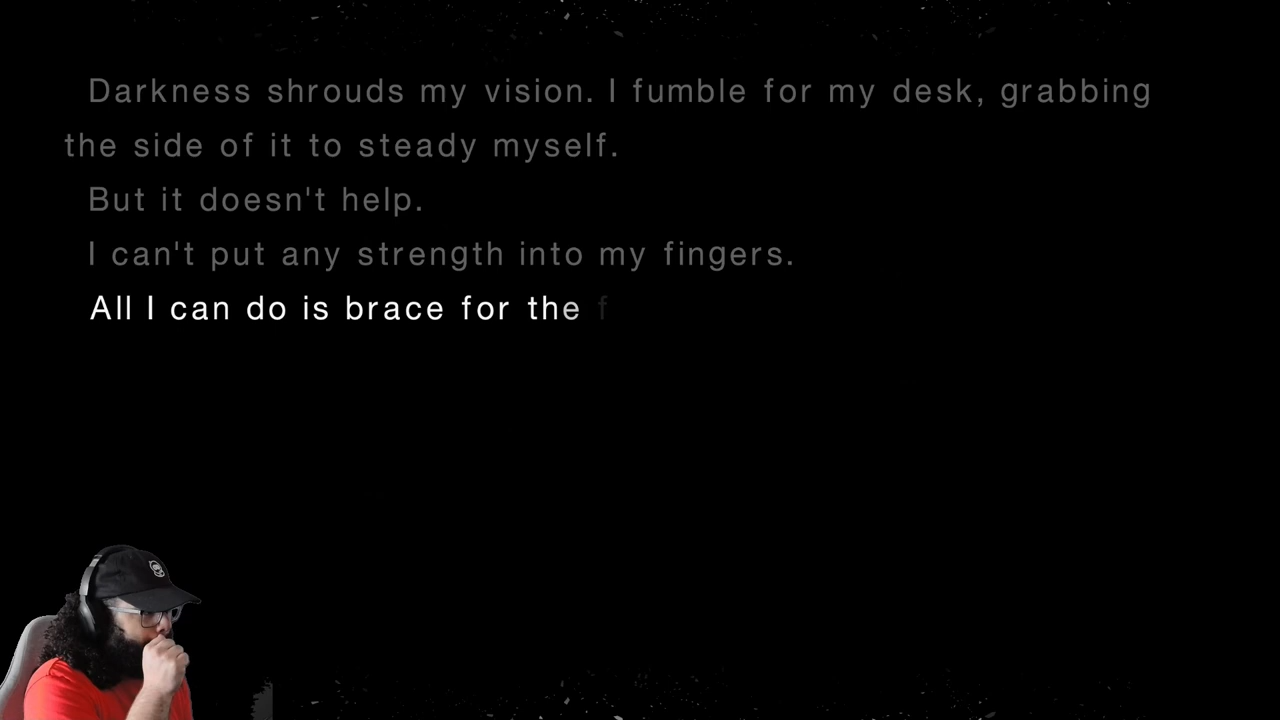 Darkness shrouds my vision. I fumble for my desk, grabbing
the side of it to steady myself.
But it doesn't help.
I can't put any strength into my fingers.
All I can do is brace for the f